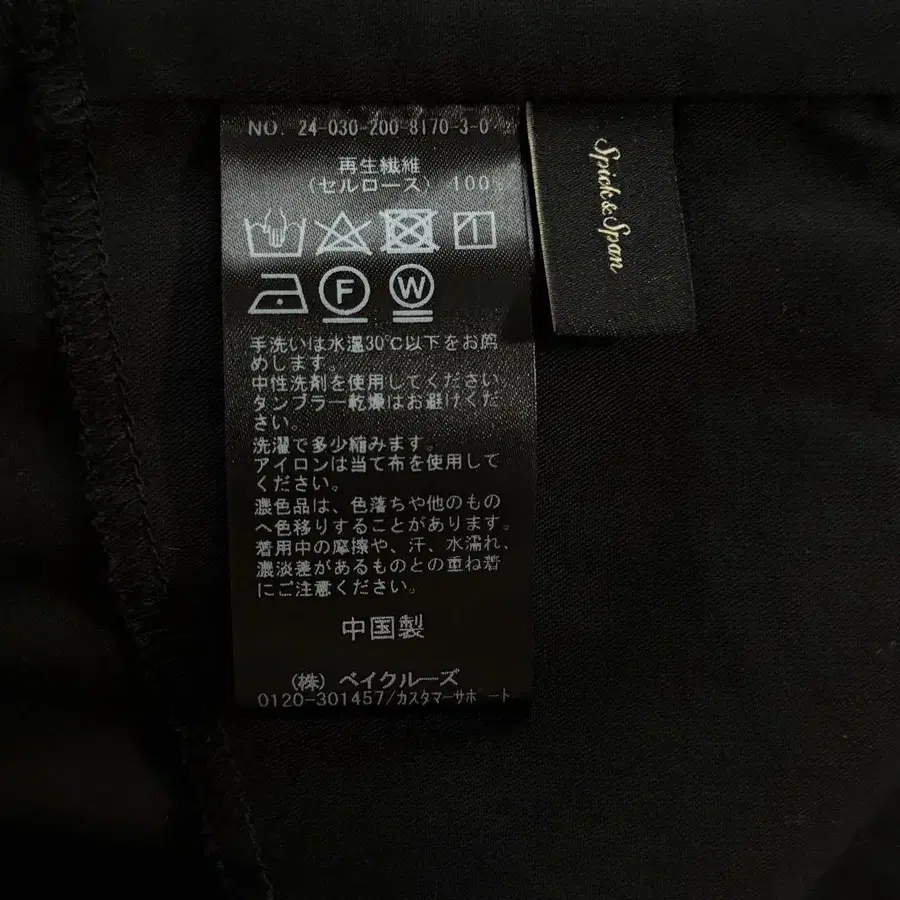 NO. 24-030-200-8170-3-0
再生繊維
(セルロース) 100%
F W
手洗いは水温30℃以下をお薦
めします。
中性洗剤を使用してください。
タンブラー乾燥はお避けくだ
さい。
洗濯で多少縮みます。
アイロンは当て布を使用して
ください。
濃色品は、色落ちや他のもの
へ色移りすることがあります。
着用中の摩擦や、汗、水濡れ、
濃淡差があるものとの重ね着
にご注意ください。
中国製
(株) ベイクルーズ
0120-301457/カスタマーサポート
Spick&Span